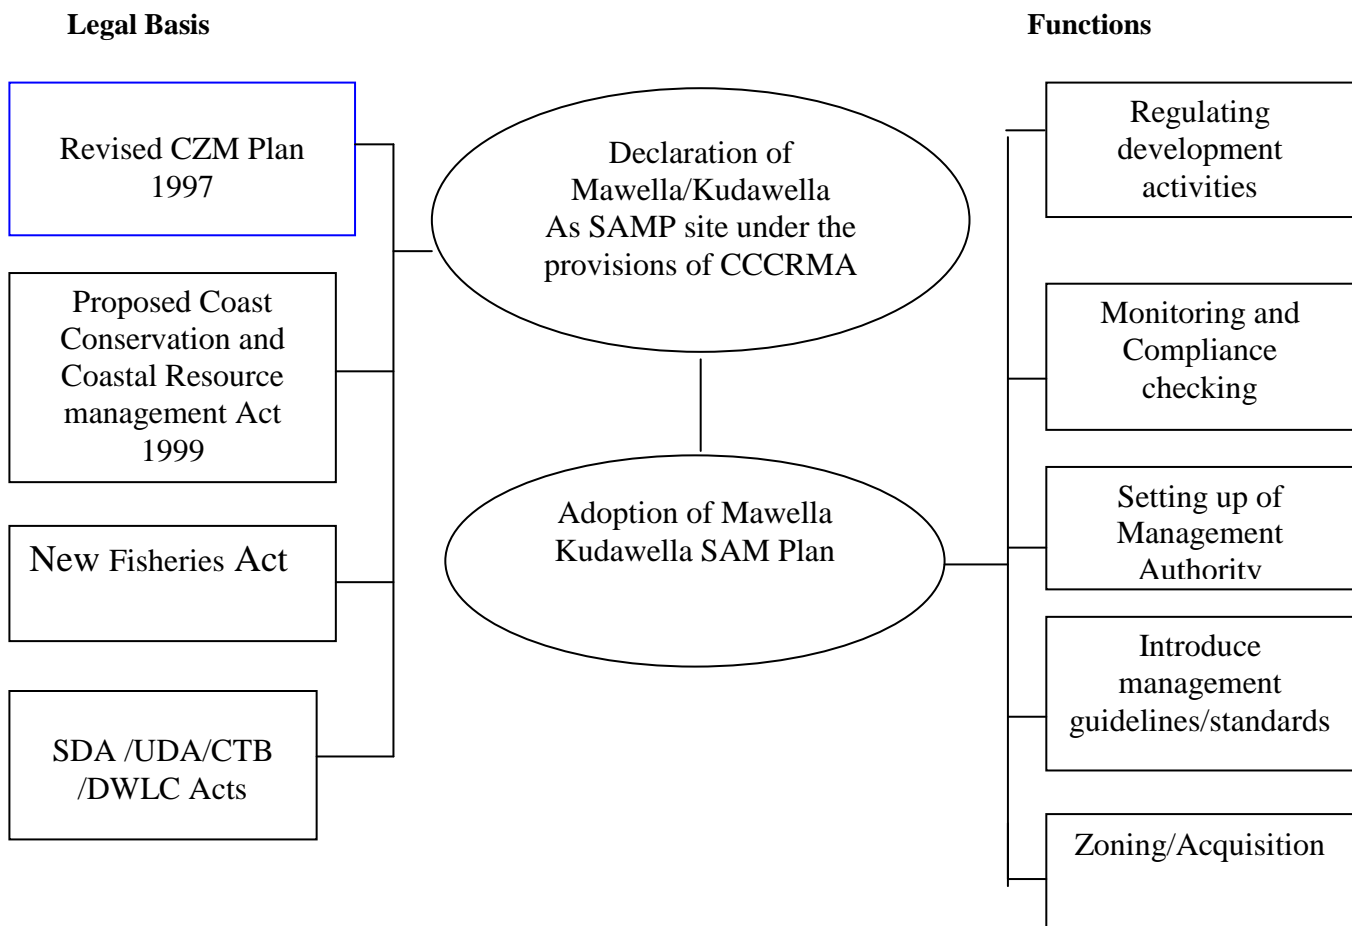 Legal Basis
Functions
Revised CZM Plan
1997
Proposed Coast
Conservation and
Coastal Resource
management Act
1999
New Fisheries Act
SDA /UDA/CTB
/DWLC Acts
Declaration of
Mawella/Kudawella
As SAMP site under the
provisions of CCCRMA
Adoption of Mawella
Kudawella SAM Plan
Regulating
development
activities
Monitoring and
Compliance
checking
Setting up of
Management
Authority
Introduce
management
guidelines/standards
Zoning/Acquisition